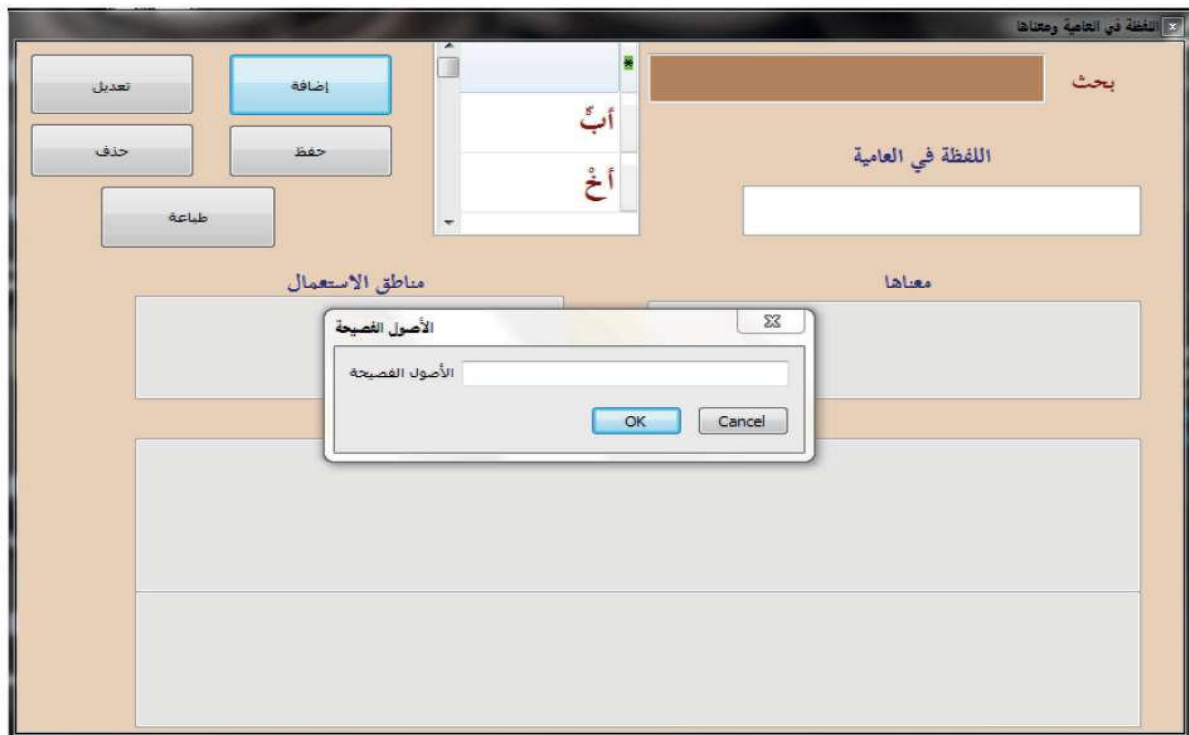 اللفظة في العامية ومعناها
بحث
إضافة
تعديل
أبٌ
أخْ
حفظ
حذف
اللفظة في العامية
طباعة
معناها
مناطق الاستعمال
الأصول الفصيحة
الأصول الفصيحة
OK
Cancel